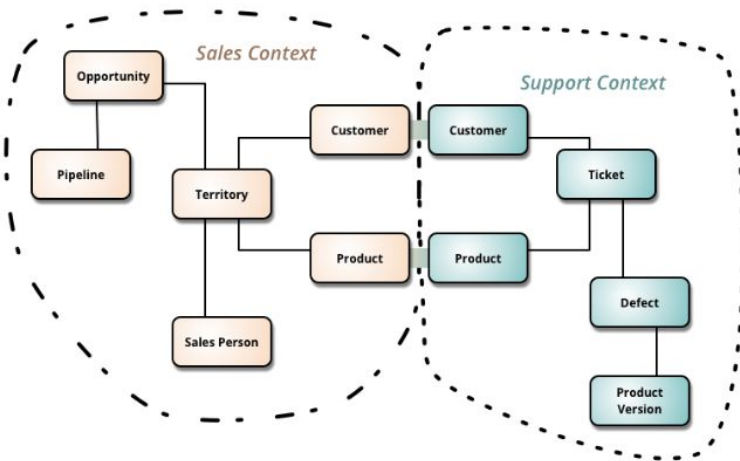 Sales Context
Opportunity
Support Context
Customer
Customer
Pipeline
Ticket
Territory
Product
Product
Defect
Sales Person
Product
Version